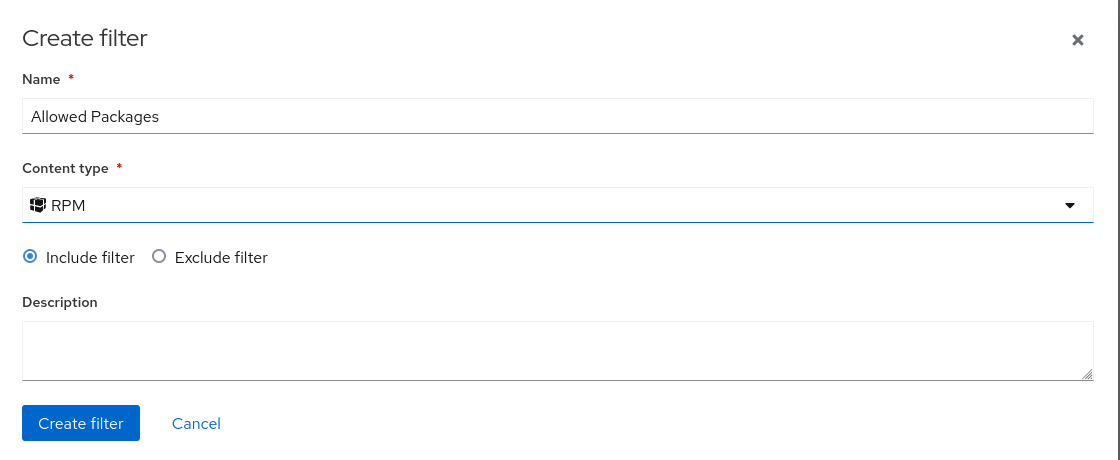 Create filter
Name *
Allowed Packages
Content type *
RPM
Include filter Exclude filter
Description
Create filter Cancel